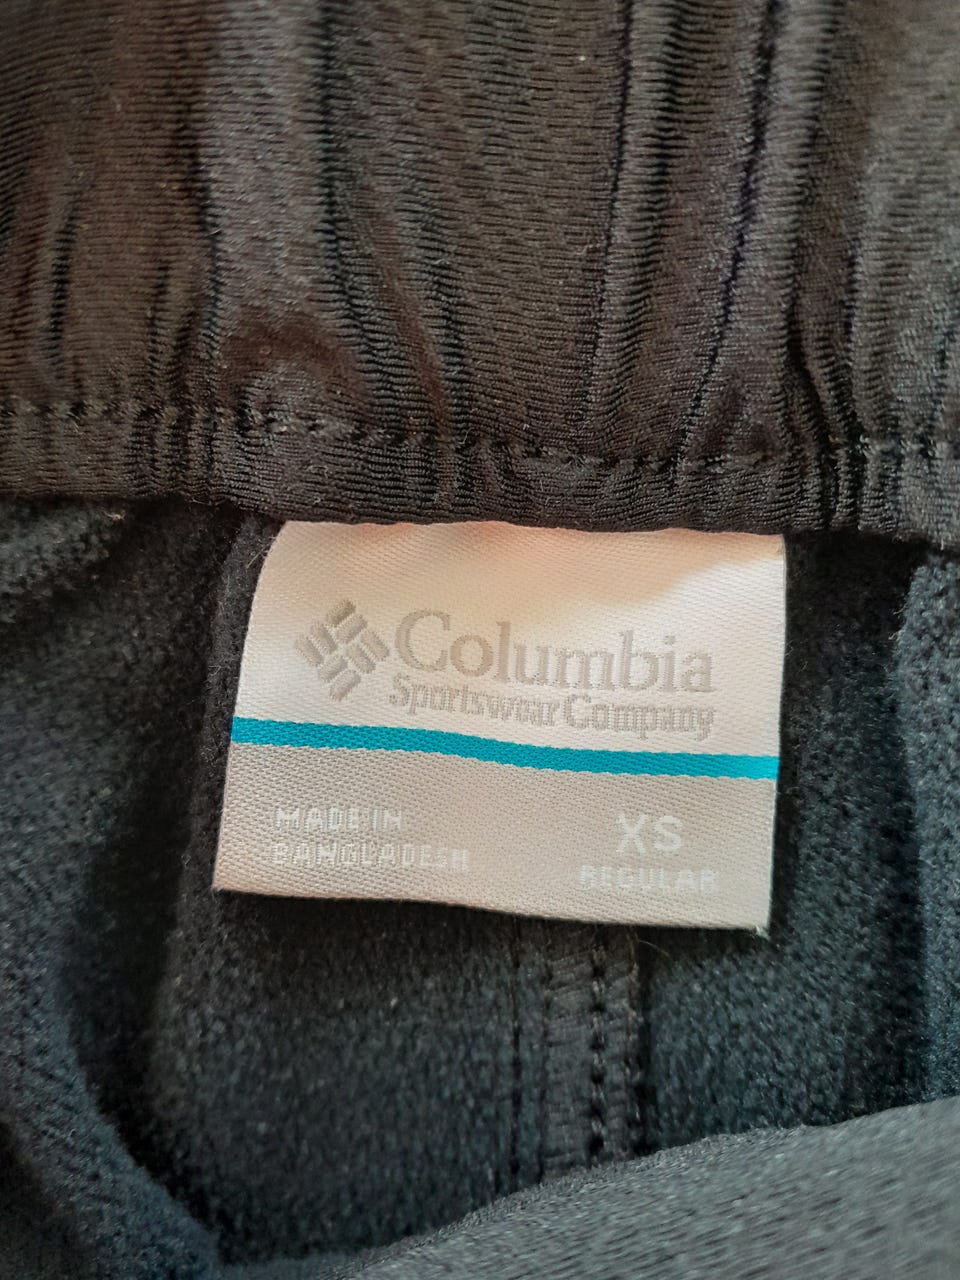 Columbia
Sportswear Company
MADE IN
BANGLADESH
XS
REGULAR